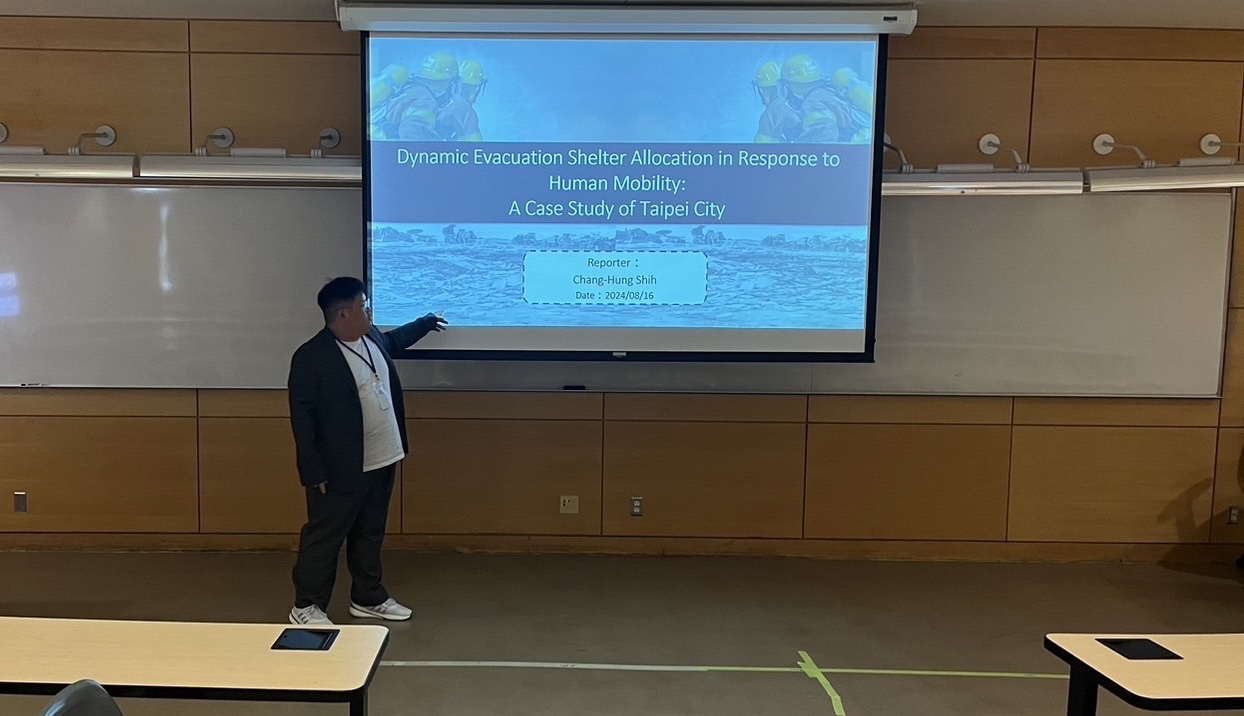 Dynamic Evacuation Shelter Allocation in Response to
Human Mobility:
A Case Study of Taipei City
Reporter：
Chang-Hung Shih
Date：2024/08/16